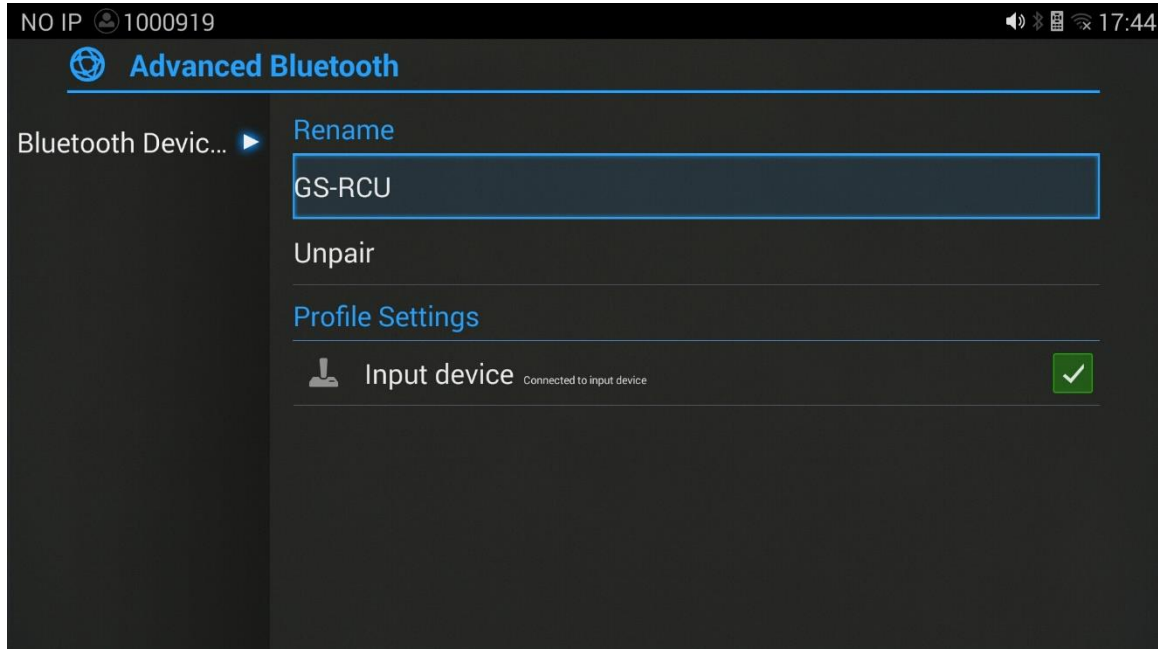 NO IP 1000919 17:44
Advanced Bluetooth
Bluetooth Devic...
Rename
GS-RCU
Unpair
Profile Settings
Input device Connected to input device